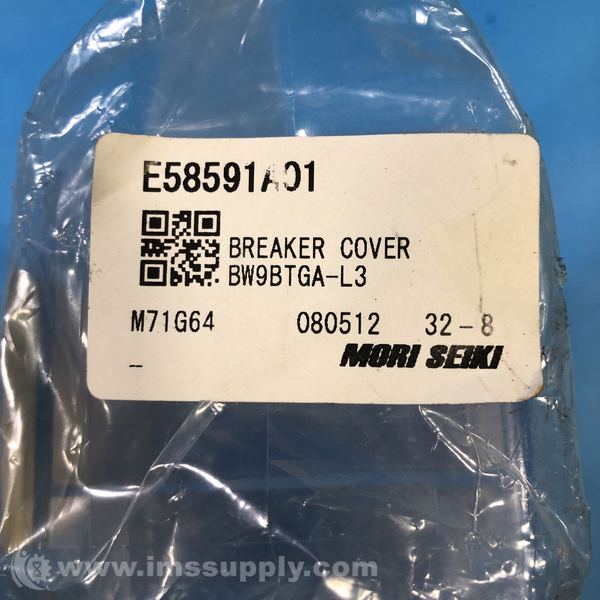 E58591A01
BREAKER COVER
BW9BTGA-L3
M71G64 080512 32-8
- MORI SEIKI
www.imssupply.com